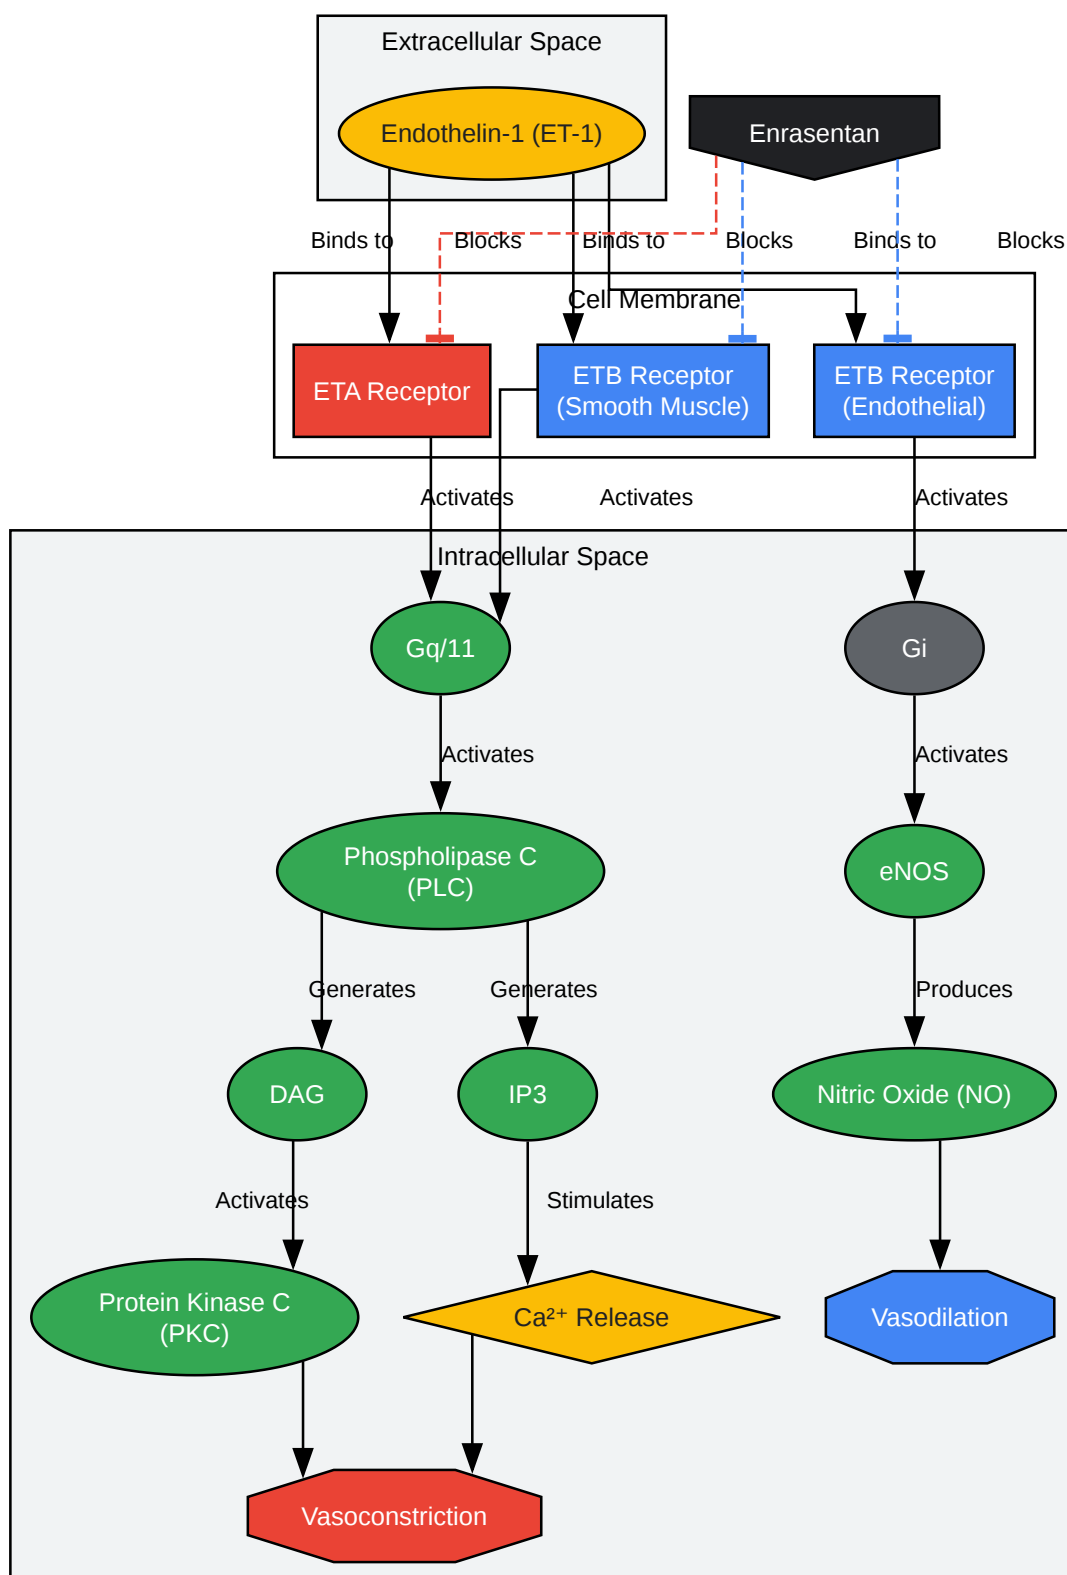 Extracellular Space
Endothelin-1 (ET-1)
Enrasentan
Binds to
Blocks
Binds to
Blocks
Binds to
Blocks
Cell Membrane
ETA Receptor
ETB Receptor
(Smooth Muscle)
ETB Receptor
(Endothelial)
Activates
Activates
Activates
Intracellular Space
Gq/11
Gi
Activates
Activates
Phospholipase C
(PLC)
eNOS
Generates
Generates
Produces
DAG
IP3
Nitric Oxide (NO)
Activates
Stimulates
Protein Kinase C
(PKC)
Ca²⁺ Release
Vasodilation
Vasoconstriction